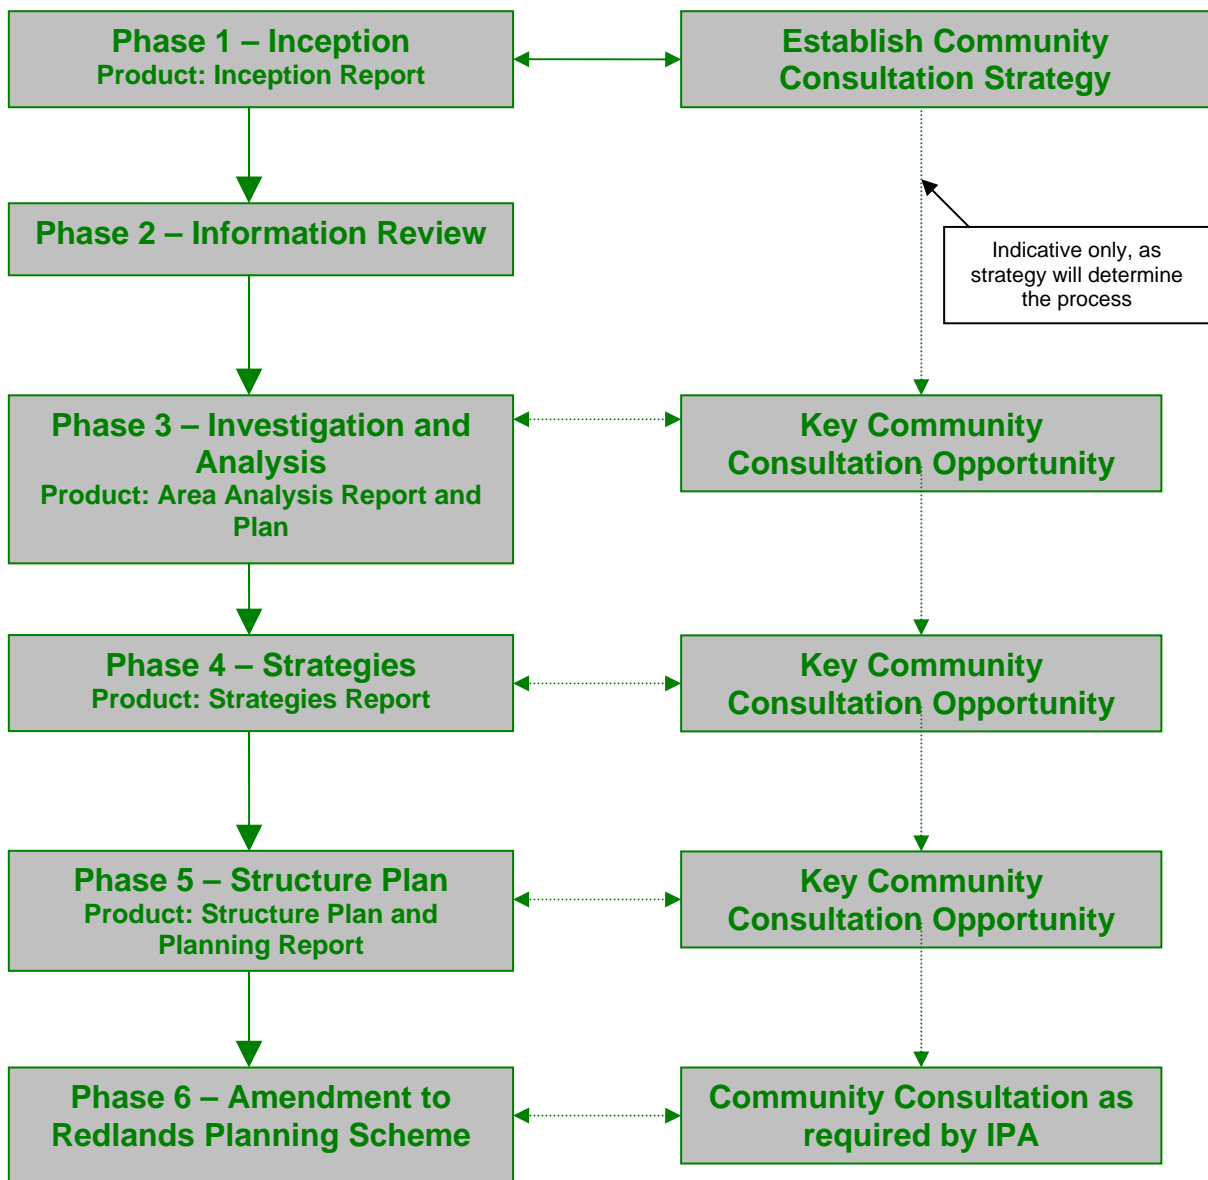 Phase 1 – Inception
Product: Inception Report
Establish Community
Consultation Strategy
Phase 2 – Information Review
Indicative only, as
strategy will determine
the process
Phase 3 – Investigation and
Analysis
Product: Area Analysis Report and
Plan
Key Community
Consultation Opportunity
Phase 4 – Strategies
Product: Strategies Report
Key Community
Consultation Opportunity
Phase 5 – Structure Plan
Product: Structure Plan and
Planning Report
Key Community
Consultation Opportunity
Phase 6 – Amendment to
Redlands Planning Scheme
Community Consultation as
required by IPA